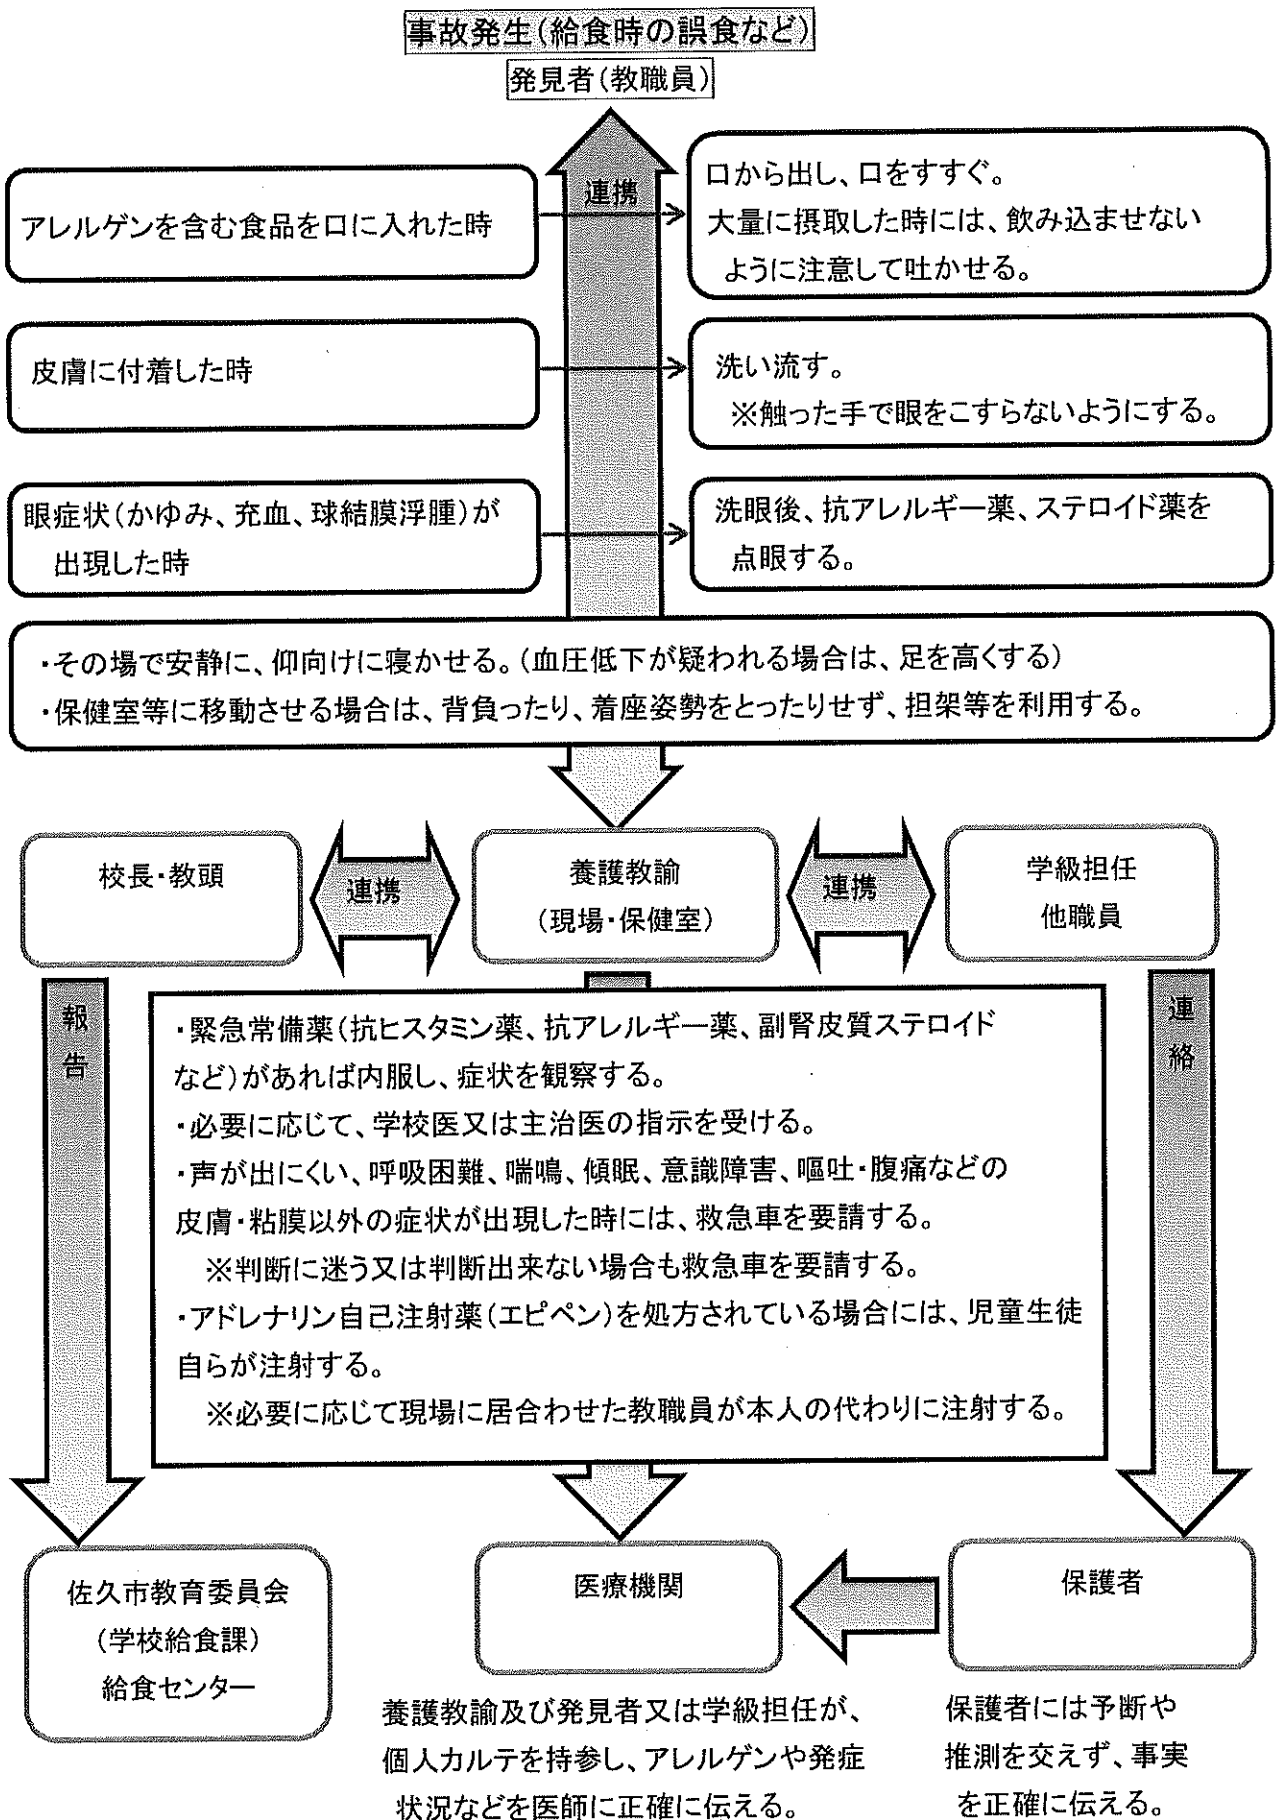 事故発生(給食時の誤食など)
発見者(教職員)
連携
アレルゲンを含む食品を口に入れた時
口から出し、口をすすぐ。
大量に摂取した時には、飲み込ませない
ように注意して吐かせる。
皮膚に付着した時
洗い流す。
※触った手で眼をこすらないようにする。
眼症状(かゆみ、充血、球結膜浮腫)が
出現した時
洗眼後、抗アレルギー薬、ステロイド薬を
点眼する。
・その場で安静に、仰向けに寝かせる。(血圧低下が疑われる場合は、足を高くする)
・保健室等に移動させる場合は、背負ったり、着座姿勢をとったりせず、担架等を利用する。
校長・教頭
連携
養護教諭
(現場・保健室)
連携
学級担任
他職員
報告
・緊急常備薬(抗ヒスタミン薬、抗アレルギー薬、副腎皮質ステロイド
など)があれば内服し、症状を観察する。
・必要に応じて、学校医又は主治医の指示を受ける。
・声が出にくい、呼吸困難、喘鳴、傾眠、意識障害、嘔吐・腹痛などの
皮膚・粘膜以外の症状が出現した時には、救急車を要請する。
※判断に迷う又は判断出来ない場合も救急車を要請する。
・アドレナリン自己注射薬(エピペン)を処方されている場合には、児童生徒
自らが注射する。
※必要に応じて現場に居合わせた教職員が本人の代わりに注射する。
連絡
佐久市教育委員会
(学校給食課)
給食センター
医療機関
保護者
養護教諭及び発見者又は学級担任が、
個人カルテを持参し、アレルゲンや発症
状況などを医師に正確に伝える。
保護者には予断や
推測を交えず、事実
を正確に伝える。